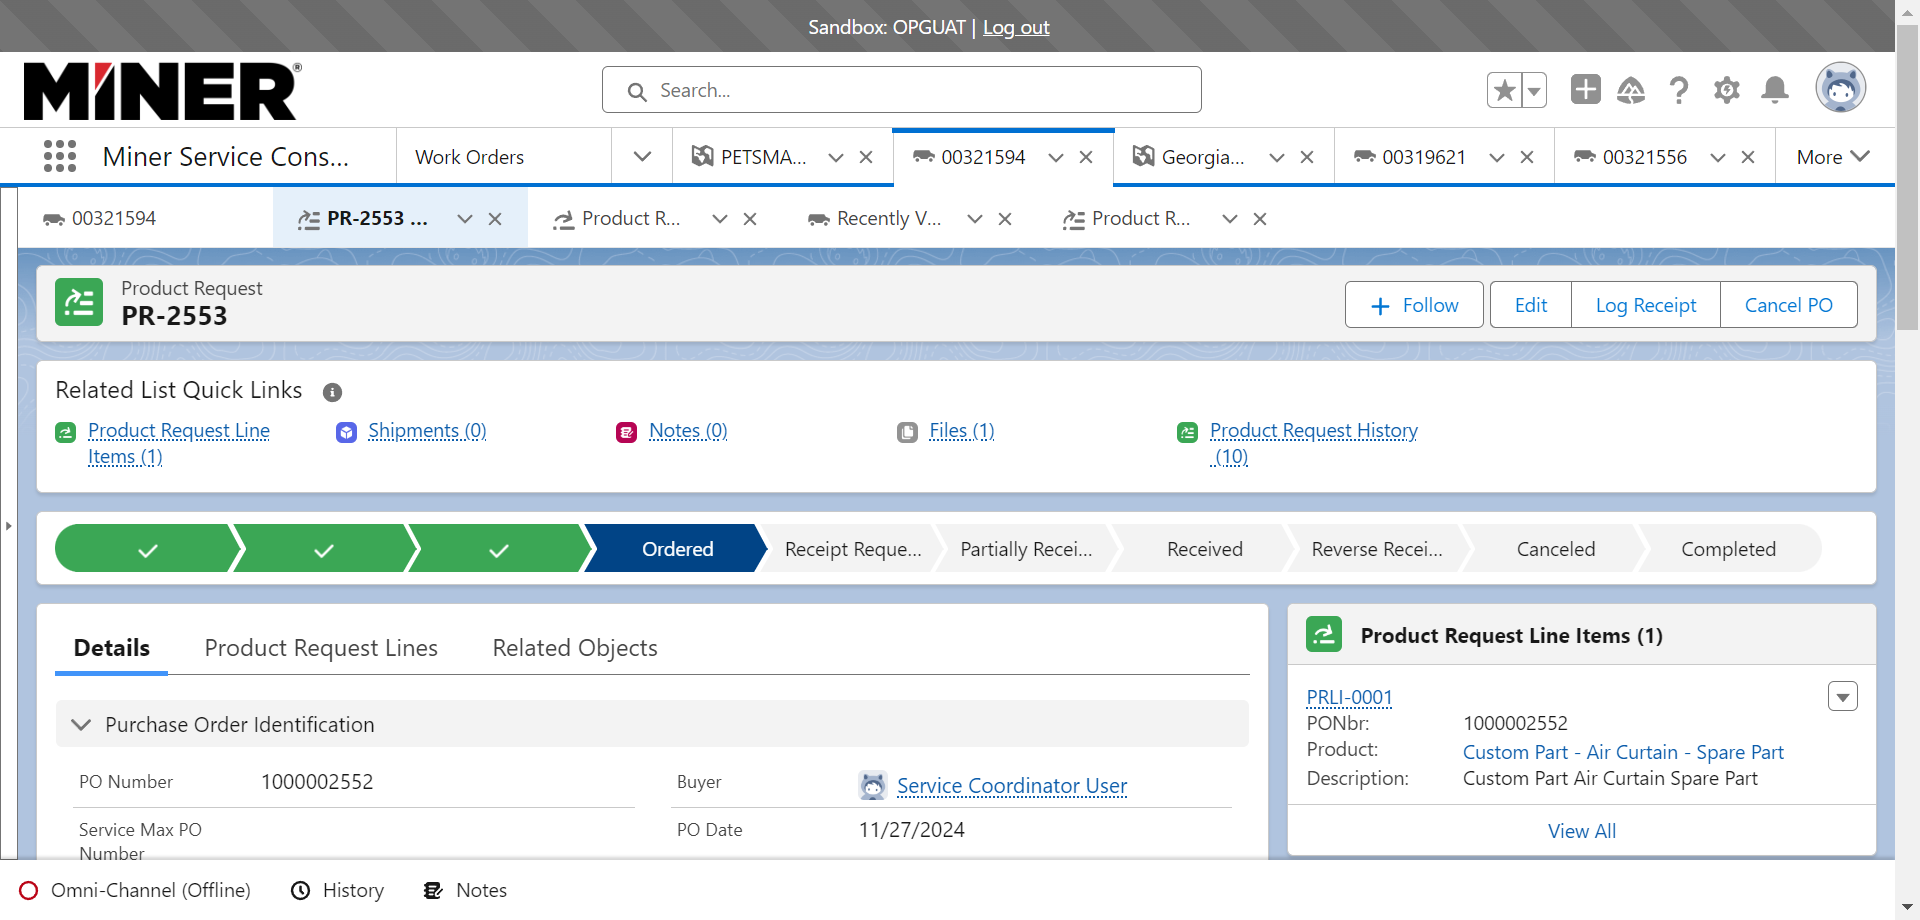 Sandbox: OPGUAT | Log out
MINER®
Search...
Miner Service Cons...
Work Orders
PETSMA...
00321594
Georgia...
00319621
00321556
More
00321594
PR-2553 ...
Product R...
Recently V...
Product R...
Product Request
PR-2553
Follow
Edit
Log Receipt
Cancel PO
Related List Quick Links
Product Request Line
Items (1)
Shipments (0)
Notes (0)
Files (1)
Product Request History
(10)
Ordered
Receipt Reque...
Partially Recei...
Received
Reverse Recei...
Canceled
Completed
Details
Product Request Lines
Related Objects
Product Request Line Items (1)
Purchase Order Identification
PRLI-0001
PONbr: 1000002552
Product: Custom Part - Air Curtain - Spare Part
Description: Custom Part Air Curtain Spare Part
View All
PO Number 1000002552
Buyer Service Coordinator User
Service Max PO
Number
PO Date 11/27/2024
Omni-Channel (Offline)
History
Notes